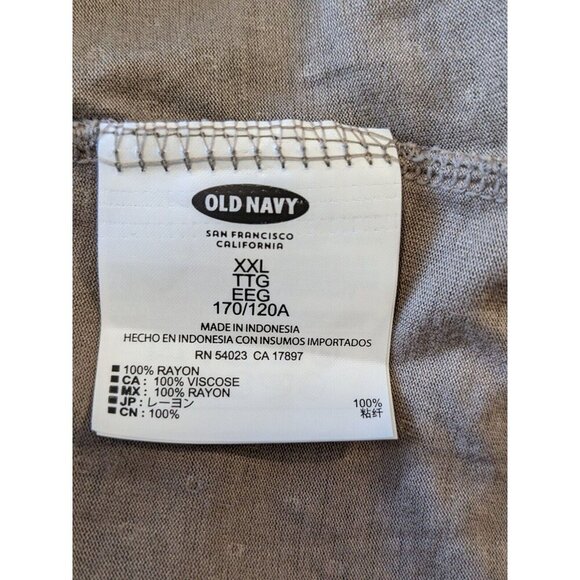 OLD NAVY
SAN FRANCISCO
CALIFORNIA
XXL
TTG
EEG
170/120A
MADE IN INDONESIA
HECHO EN INDONESIA CON INSUMOS IMPORTADOS
RN 54023 CA 17897
100% RAYON
CA : 100% VISCOSE
MX : 100% RAYON
JP : レーヨン 100%
CN : 100% 粘纤